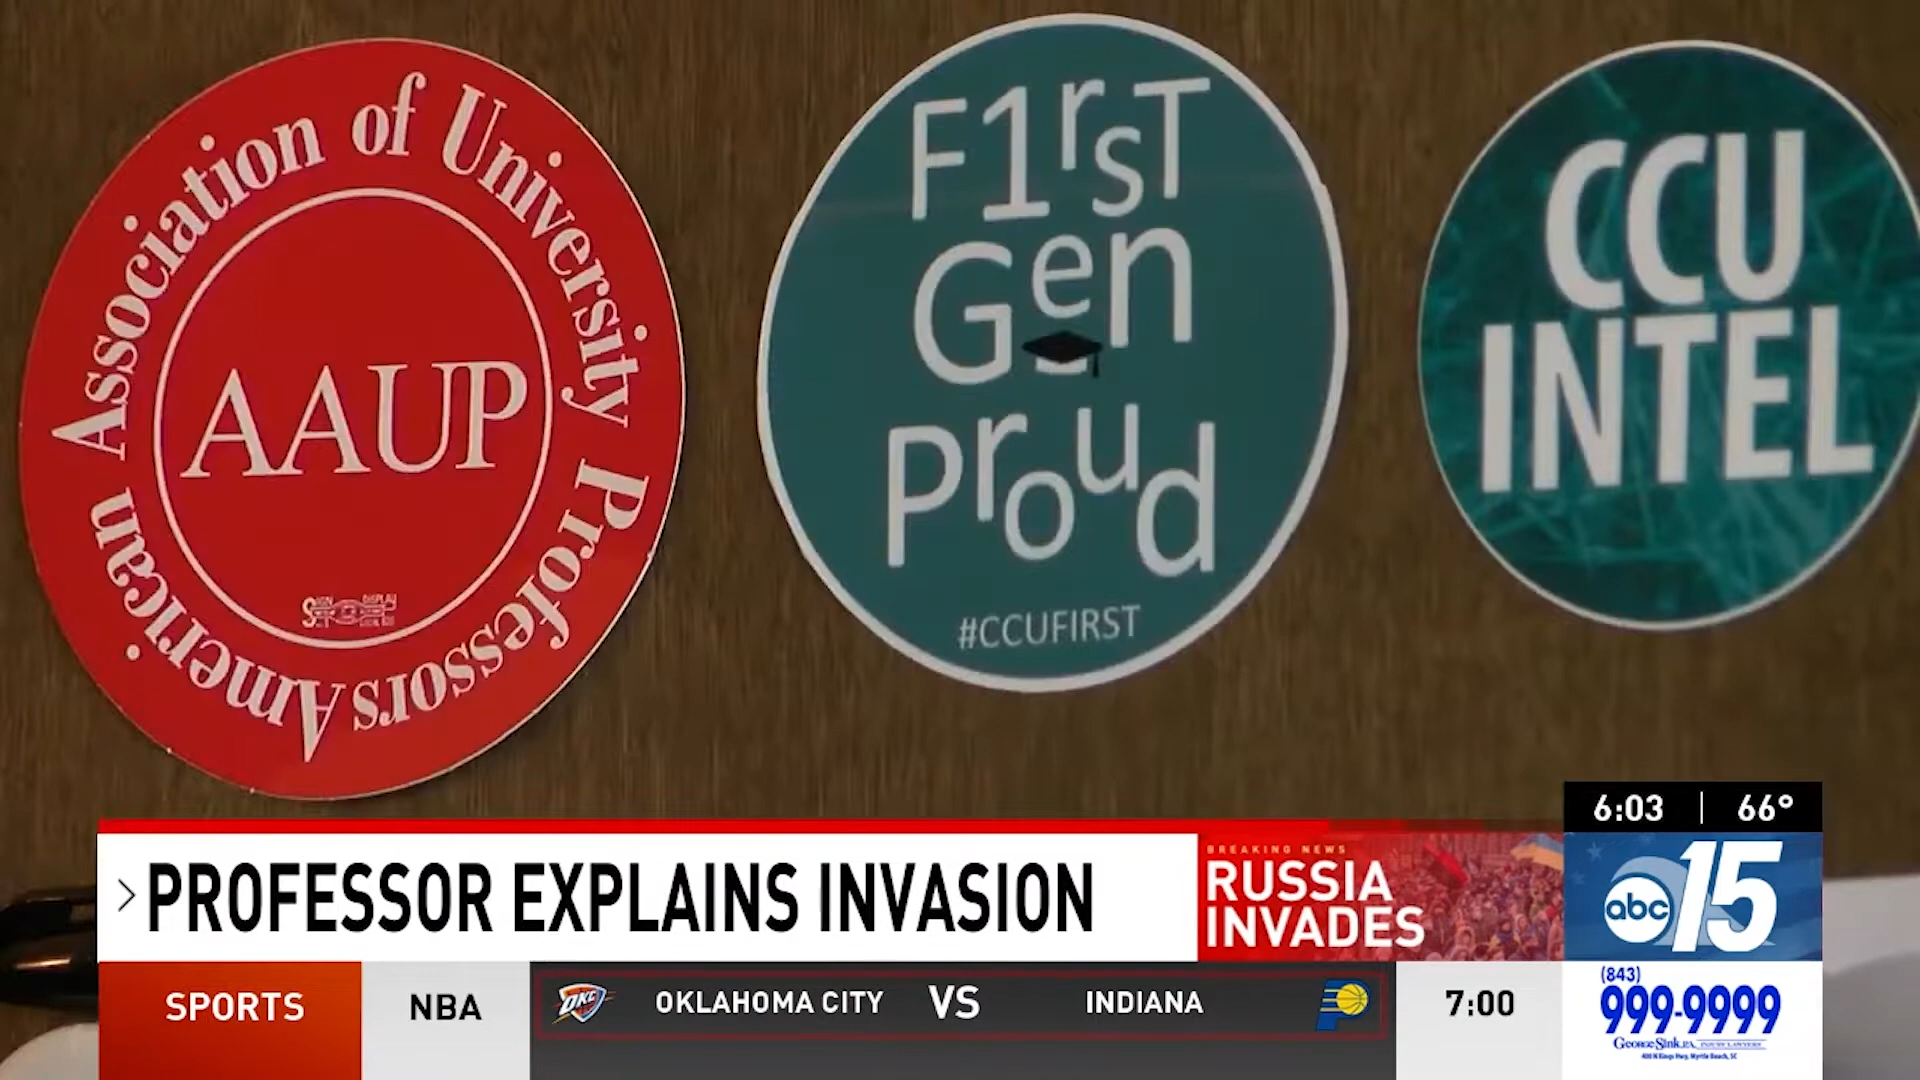 American Association of University Professors
AAUP
F1rsT
Gen
Proud
#CCUFIRST
CCU
INTEL
6:03 | 66°
> PROFESSOR EXPLAINS INVASION
BREAKING NEWS
RUSSIA
INVADES
abc 15
SPORTS
NBA
OKC
OKLAHOMA CITY VS INDIANA
7:00
(843)
999-9999
George Sink, P.A. INJURY LAWYERS